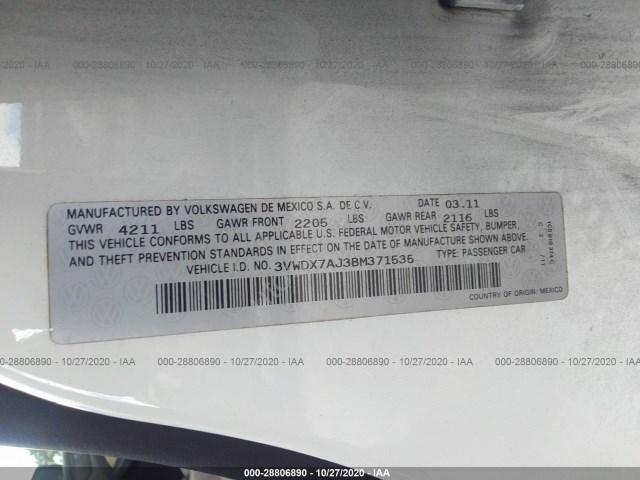 000-28806890 - 10/27/2020 - IAA
MANUFACTURED BY VOLKSWAGEN DE MEXICO S.A. DE C.V. DATE 03.11
GVWR 4211 LBS GAWR FRONT 2205 LBS GAWR REAR 2116 LBS
THIS VEHICLE CONFORMS TO ALL APPLICABLE U.S. FEDERAL MOTOR VEHICLE SAFETY, BUMPER,
AND THEFT PREVENTION STANDARDS IN EFFECT ON THE DATE OF MANUFACTURE SHOWN ABOVE.
VEHICLE I.D. NO. 3VWDX7AJ3BM371535 TYPE: PASSENGER CAR
COUNTRY OF ORIGIN: MEXICO
000-28806890 - 10/27/2020 - IAA